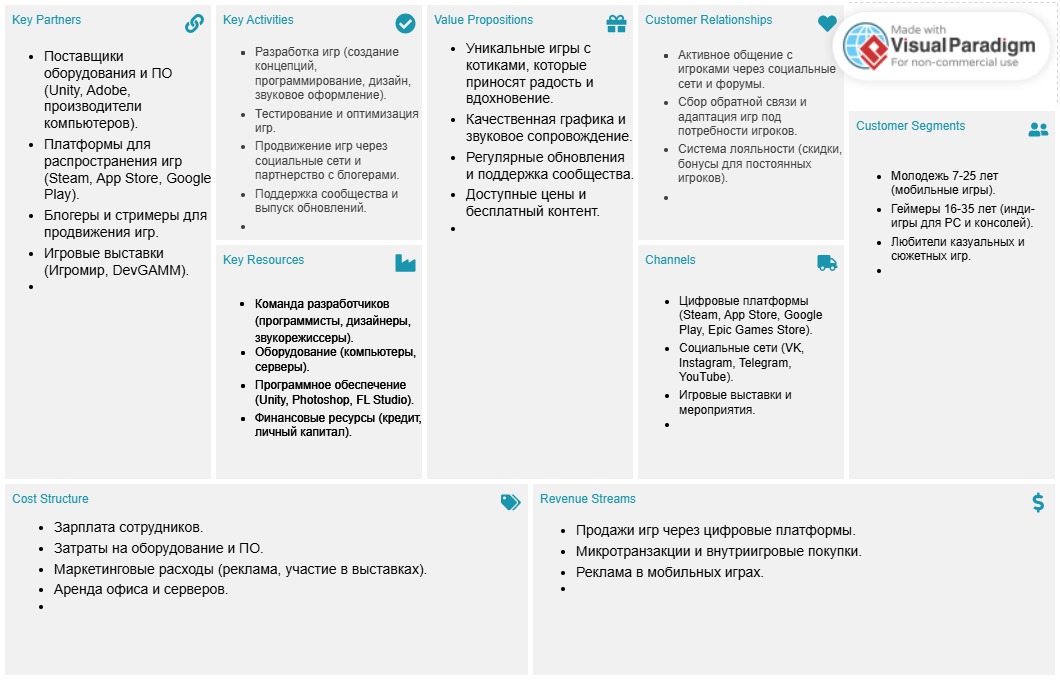 Key Partners
Поставщики
оборудования и ПО
(Unity, Adobe,
производители
компьютеров).
Платформы для
распространения игр
(Steam, App Store, Google
Play).
Блогеры и стримеры для
продвижения игр.
Игровые выставки
(Игромир, DevGAMM).
Key Activities
Разработка игр (создание
концепций,
программирование, дизайн,
звуковое оформление).
Тестирование и оптимизация
игр.
Продвижение игр через
социальные сети и
партнерство с блогерами.
Поддержка сообщества и
выпуск обновлений.
Key Resources
Команда разработчиков
(программисты, дизайнеры,
звукорежиссеры).
Оборудование (компьютеры,
серверы).
Программное обеспечение
(Unity, Photoshop, FL Studio).
Финансовые ресурсы (кредит,
личный капитал).
Value Propositions
Уникальные игры с
котиками, которые
приносят радость и
вдохновение.
Качественная графика и
звуковое сопровождение.
Регулярные обновления
и поддержка сообщества.
Доступные цены и
бесплатный контент.
Customer Relationships
Активное общение с
игроками через социальные
сети и форумы.
Сбор обратной связи и
адаптация игр под
потребности игроков.
Система лояльности (скидки,
бонусы для постоянных
игроков).
Channels
Цифровые платформы
(Steam, App Store, Google
Play, Epic Games Store).
Социальные сети (VK,
Instagram, Telegram,
YouTube).
Игровые выставки и
мероприятия.
Made with
VisualParadigm
For non-commercial use
Customer Segments
Молодежь 7-25 лет
(мобильные игры).
Геймеры 16-35 лет (инди-
игры для PC и консолей).
Любители казуальных и
сюжетных игр.
Cost Structure
Зарплата сотрудников.
Затраты на оборудование и ПО.
Маркетинговые расходы (реклама, участие в выставках).
Аренда офиса и серверов.
Revenue Streams
Продажи игр через цифровые платформы.
Микротранзакции и внутриигровые покупки.
Реклама в мобильных играх.